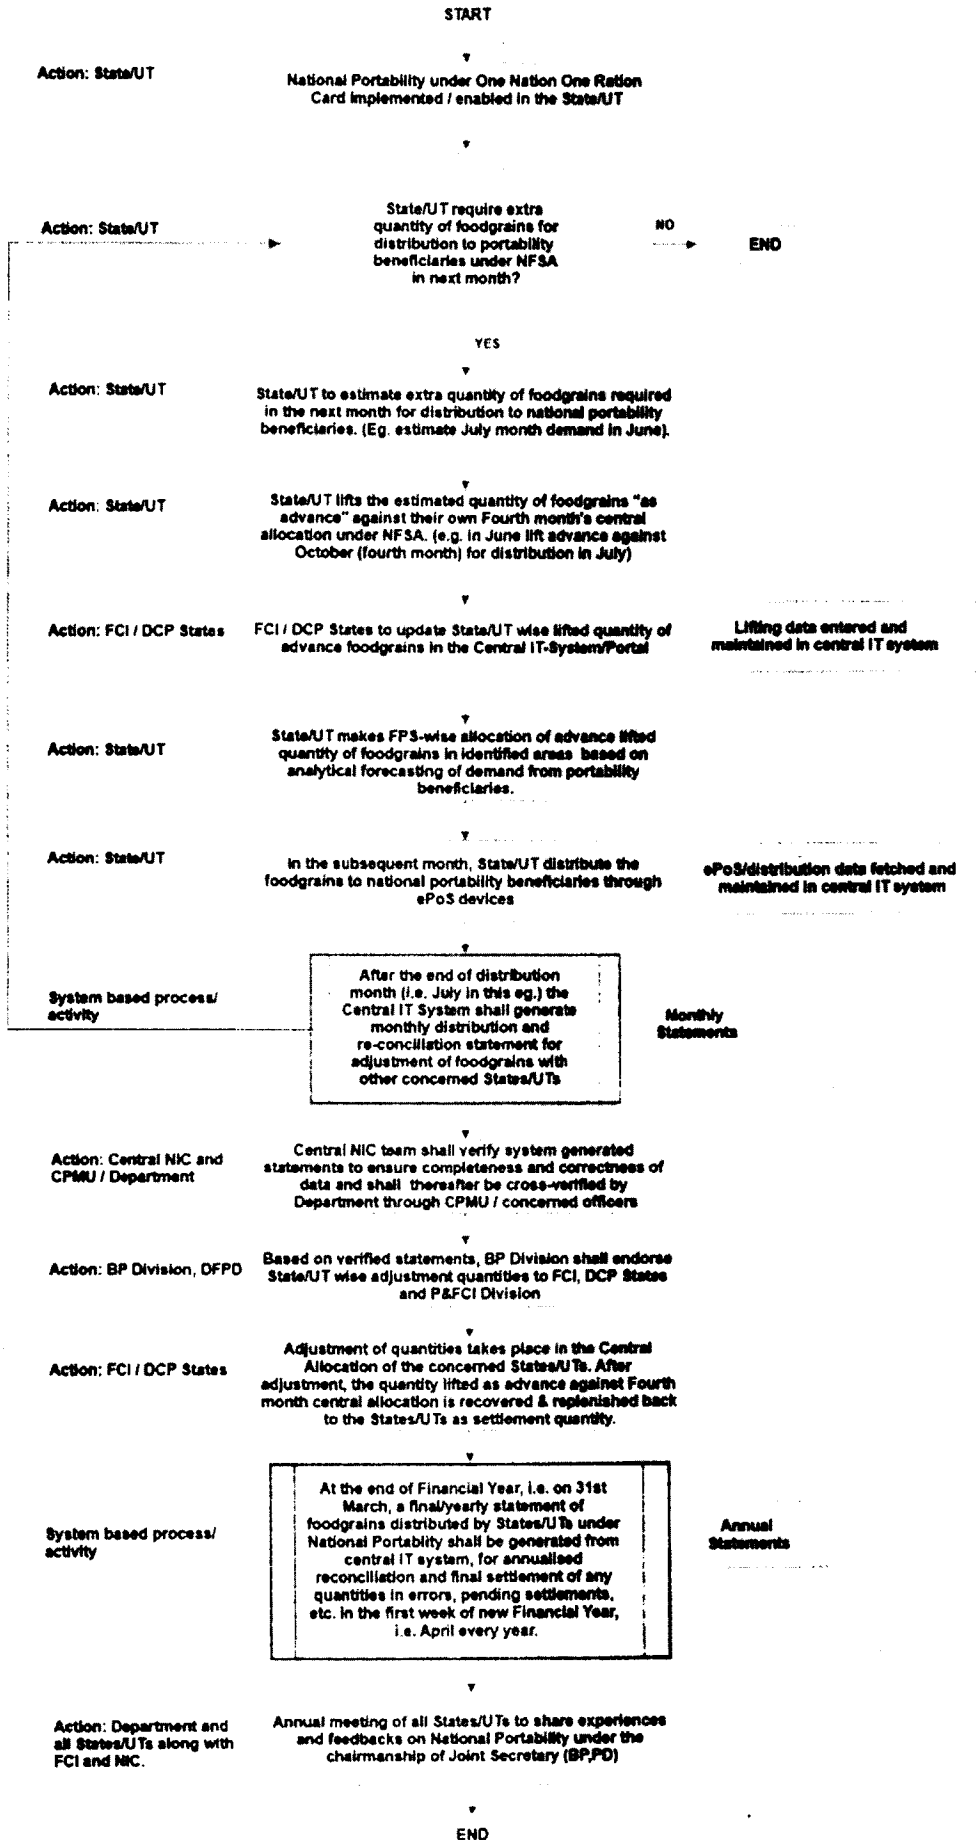 START
Action: State/UT
National Portability under One Nation One Ration
Card implemented / enabled in the State/UT
Action: State/UT
State/UT require extra
quantity of foodgrains for
distribution to portability
beneficiaries under NFSA
in next month?
NO
END
YES
Action: State/UT
State/UT to estimate extra quantity of foodgrains required
in the next month for distribution to national portability
beneficiaries. (Eg. estimate July month demand in June).
Action: State/UT
State/UT lifts the estimated quantity of foodgrains "as
advance" against their own Fourth month's central
allocation under NFSA. (e.g. in June lift advance against
October (fourth month) for distribution in July)
Action: FCI / DCP States
FCI / DCP States to update State/UT wise lifted quantity of
advance foodgrains in the Central IT-System/Portal
Lifting data entered and
maintained in central IT system
Action: State/UT
State/UT makes FPS-wise allocation of advance lifted
quantity of foodgrains in identified areas based on
analytical forecasting of demand from portability
beneficiaries.
Action: State/UT
In the subsequent month, State/UT distribute the
foodgrains to national portability beneficiaries through
ePoS devices
ePoS/distribution data fetched and
maintained in central IT system
System based process/
activity
After the end of distribution
month (i.e. July in this eg.) the
Central IT System shall generate
monthly distribution and
re-conciliation statement for
adjustment of foodgrains with
other concerned States/UTs
Monthly
Statements
Action: Central NIC and
CPMU / Department
Central NIC team shall verify system generated
statements to ensure completeness and correctness of
data and shall thereafter be cross-verified by
Department through CPMU / concerned officers
Action: BP Division, DFPD
Based on verified statements, BP Division shall endorse
State/UT wise adjustment quantities to FCI, DCP States
and P&FCI Division
Action: FCI / DCP States
Adjustment of quantities takes place in the Central
Allocation of the concerned States/UTs. After
adjustment, the quantity lifted as advance against Fourth
month central allocation is recovered & replenished back
to the States/UTs as settlement quantity.
System based process/
activity
At the end of Financial Year, i.e. on 31st
March, a final/yearly statement of
foodgrains distributed by States/UTs under
National Portablity shall be generated from
central IT system, for annualised
reconciliation and final settlement of any
quantities in errors, pending settlements,
etc. in the first week of new Financial Year,
i.e. April every year.
Annual
Statements
Action: Department and
all States/UTs along with
FCI and NIC.
Annual meeting of all States/UTs to share experiences
and feedbacks on National Portability under the
chairmanship of Joint Secretary (BP,PD)
END